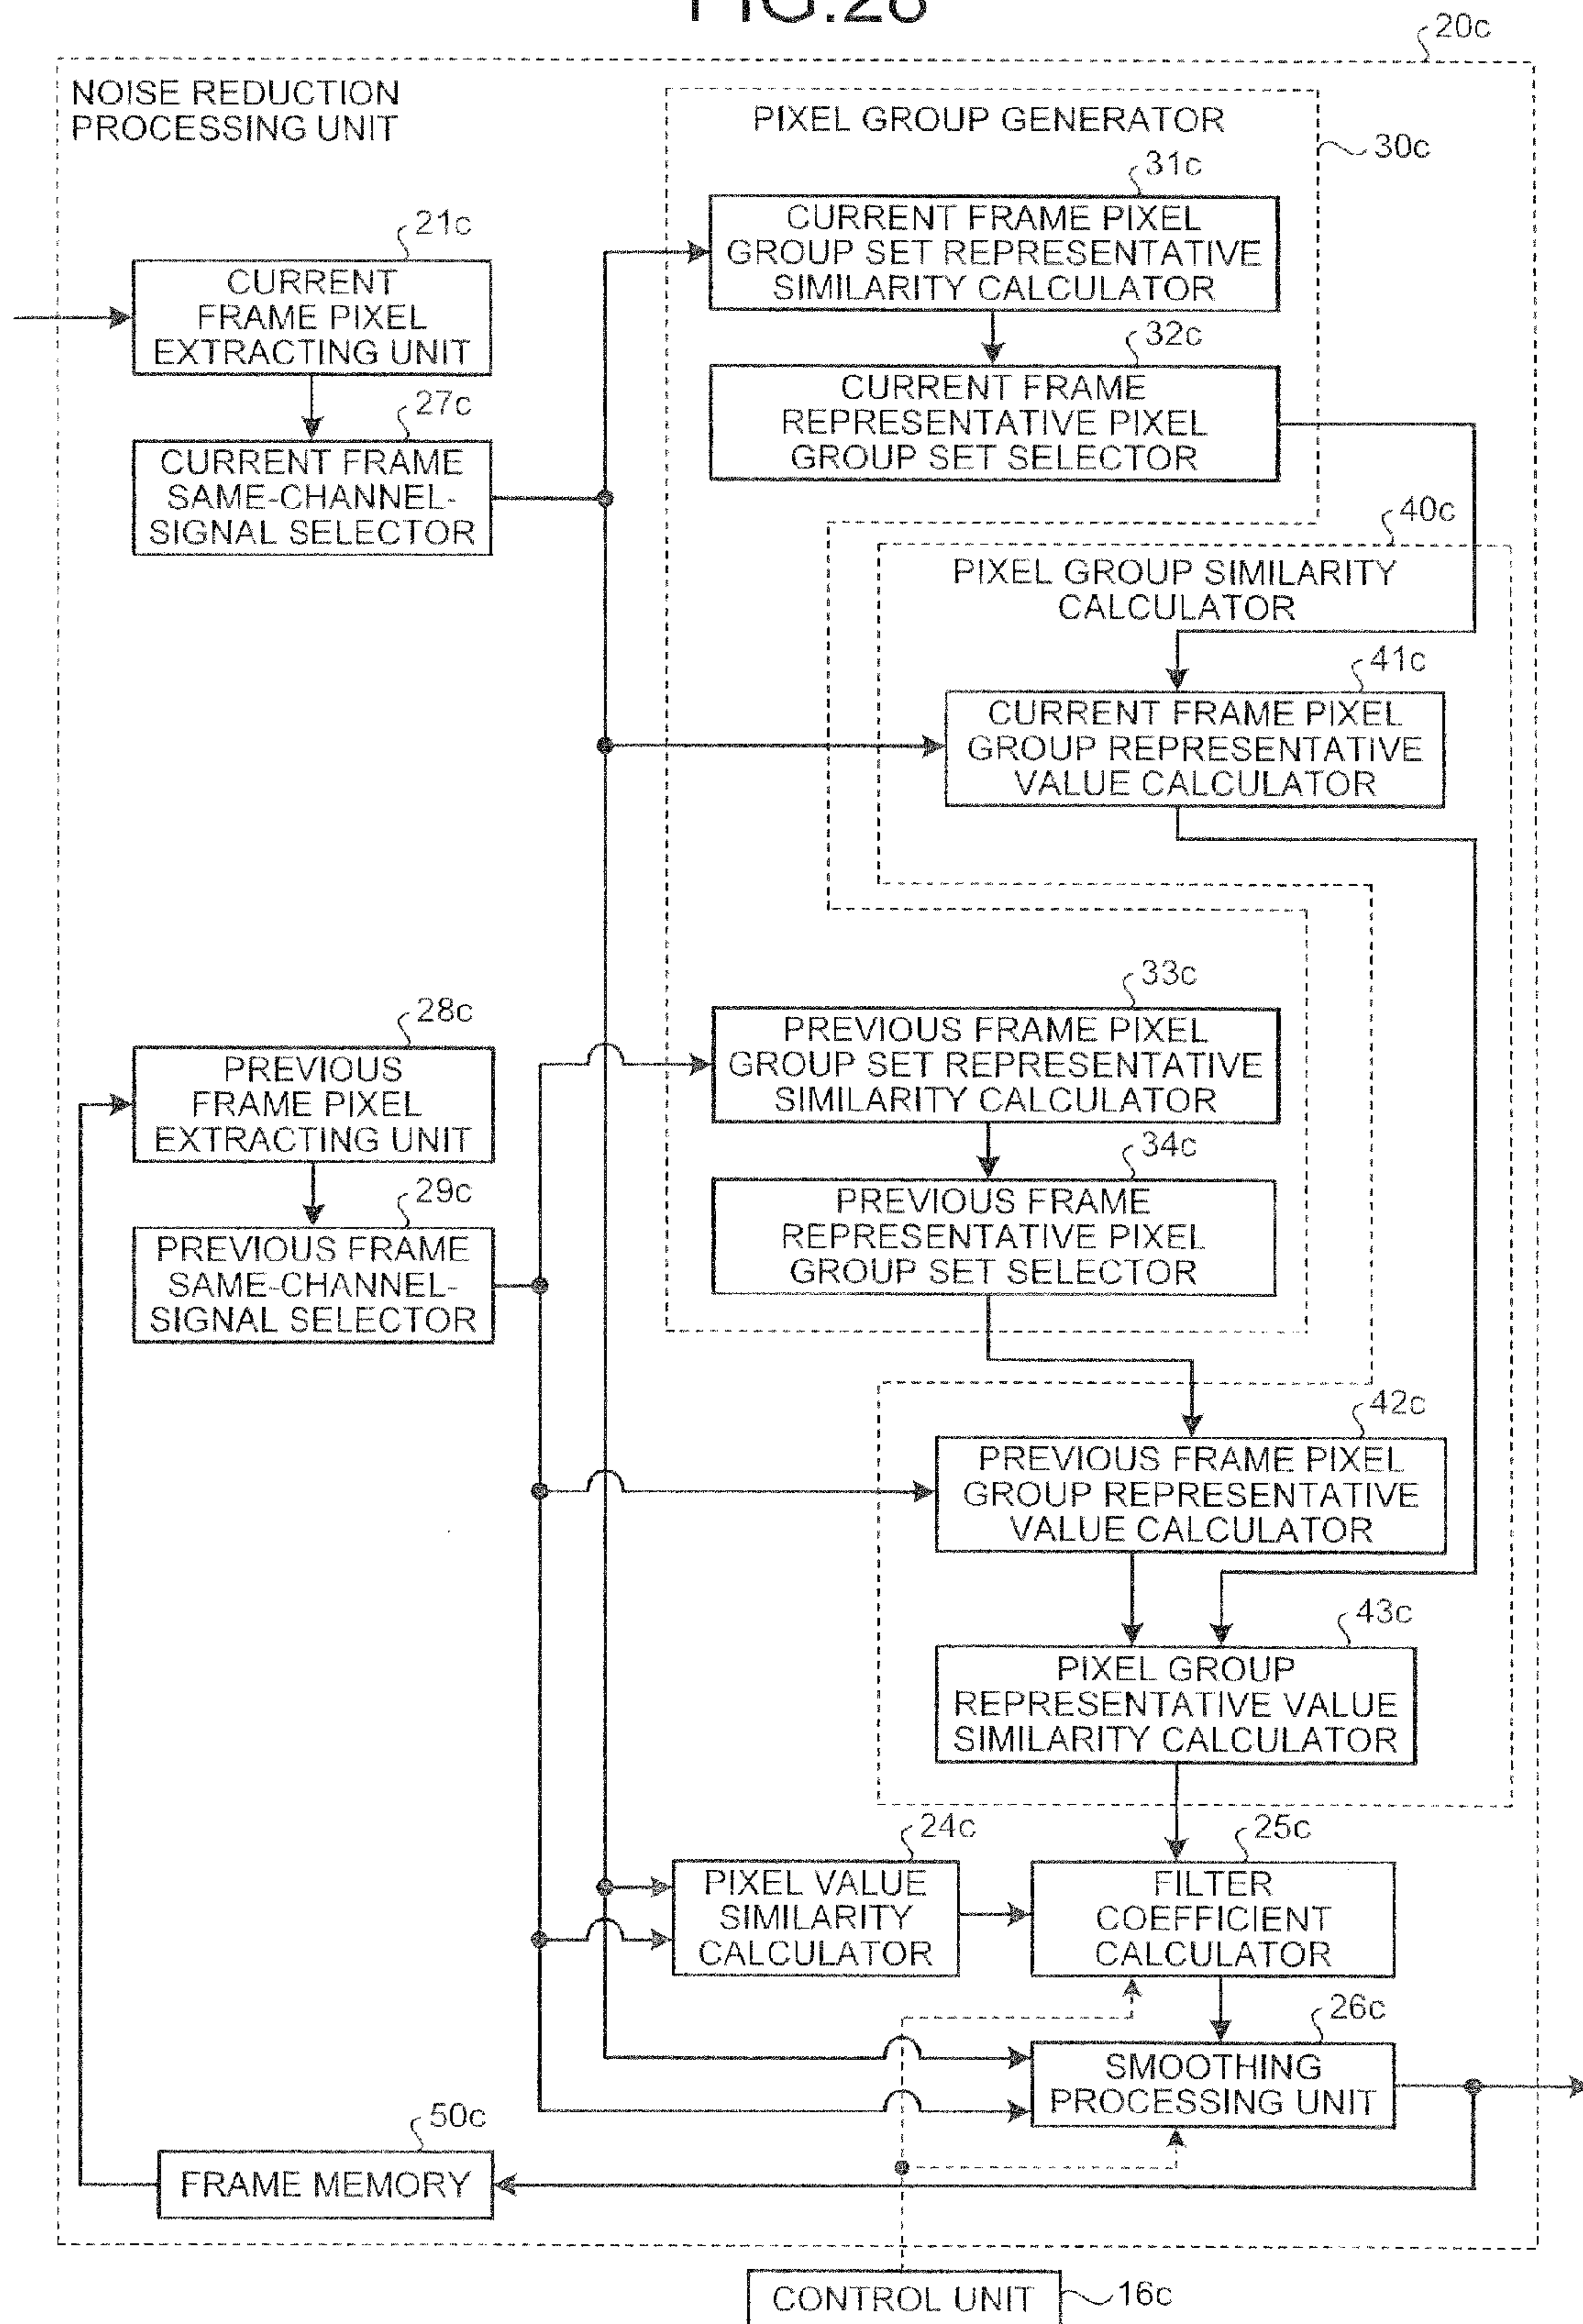 FIG.28
20c
NOISE REDUCTION
PROCESSING UNIT
PIXEL GROUP GENERATOR
30c
31c
CURRENT FRAME PIXEL
GROUP SET REPRESENTATIVE
SIMILARITY CALCULATOR
21c
CURRENT
FRAME PIXEL
EXTRACTING UNIT
32c
CURRENT FRAME
REPRESENTATIVE PIXEL
GROUP SET SELECTOR
27c
CURRENT FRAME
SAME-CHANNEL-
SIGNAL SELECTOR
40c
PIXEL GROUP SIMILARITY
CALCULATOR
41c
CURRENT FRAME PIXEL
GROUP REPRESENTATIVE
VALUE CALCULATOR
33c
PREVIOUS FRAME PIXEL
GROUP SET REPRESENTATIVE
SIMILARITY CALCULATOR
28c
PREVIOUS
FRAME PIXEL
EXTRACTING UNIT
34c
PREVIOUS FRAME
REPRESENTATIVE PIXEL
GROUP SET SELECTOR
29c
PREVIOUS FRAME
SAME-CHANNEL-
SIGNAL SELECTOR
42c
PREVIOUS FRAME PIXEL
GROUP REPRESENTATIVE
VALUE CALCULATOR
43c
PIXEL GROUP
REPRESENTATIVE VALUE
SIMILARITY CALCULATOR
24c
PIXEL VALUE
SIMILARITY
CALCULATOR
25c
FILTER
COEFFICIENT
CALCULATOR
26c
SMOOTHING
PROCESSING UNIT
50c
FRAME MEMORY
CONTROL UNIT
16c